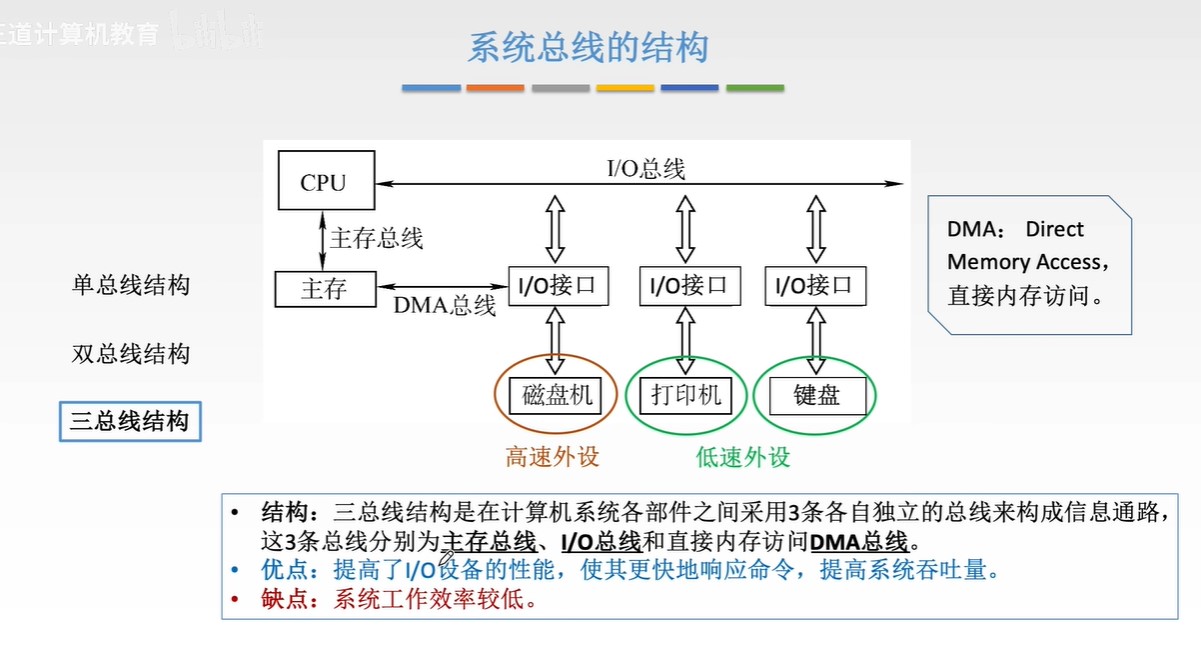 王道计算机教育
系统总线的结构
CPU
I/O总线
主存总线
主存
DMA总线
I/O接口
I/O接口
I/O接口
磁盘机
打印机
键盘
高速外设
低速外设
单总线结构
双总线结构
三总线结构
DMA： Direct
Memory Access，
直接内存访问。
• 结构：三总线结构是在计算机系统各部件之间采用3条各自独立的总线来构成信息通路，
这3条总线分别为主存总线、I/O总线和直接内存访问DMA总线。
• 优点：提高了I/O设备的性能，使其更快地响应命令，提高系统吞吐量。
• 缺点：系统工作效率较低。